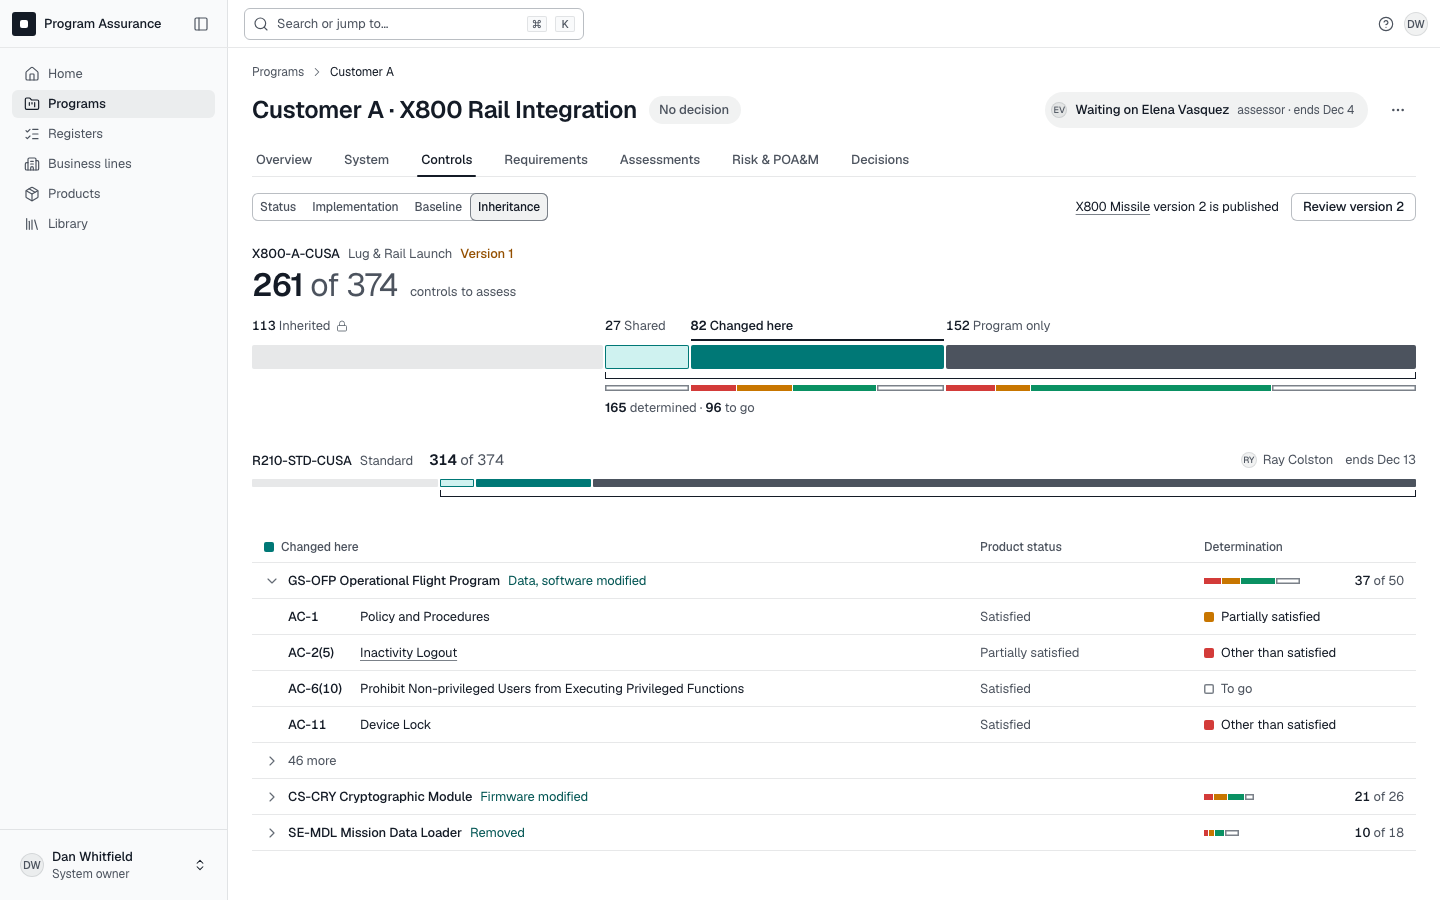 Program Assurance
Search or jump to...
⌘ K
DW
Home
Programs
Registers
Business lines
Products
Library
Programs > Customer A
Customer A · X800 Rail Integration
No decision
EV Waiting on Elena Vasquez assessor · ends Dec 4
Overview System Controls Requirements Assessments Risk & POA&M Decisions
Status Implementation Baseline Inheritance
X800 Missile version 2 is published
Review version 2
X800-A-CUSA Lug & Rail Launch Version 1
261 of 374 controls to assess
113 Inherited 27 Shared 82 Changed here 152 Program only
165 determined · 96 to go
R210-STD-CUSA Standard 314 of 374
RY Ray Colston ends Dec 13
Changed here Product status Determination
GS-OFP Operational Flight Program Data, software modified 37 of 50
AC-1 Policy and Procedures Satisfied Partially satisfied
AC-2(5) Inactivity Logout Partially satisfied Other than satisfied
AC-6(10) Prohibit Non-privileged Users from Executing Privileged Functions Satisfied To go
AC-11 Device Lock Satisfied Other than satisfied
46 more
CS-CRY Cryptographic Module Firmware modified 21 of 26
SE-MDL Mission Data Loader Removed 10 of 18
DW Dan Whitfield
System owner